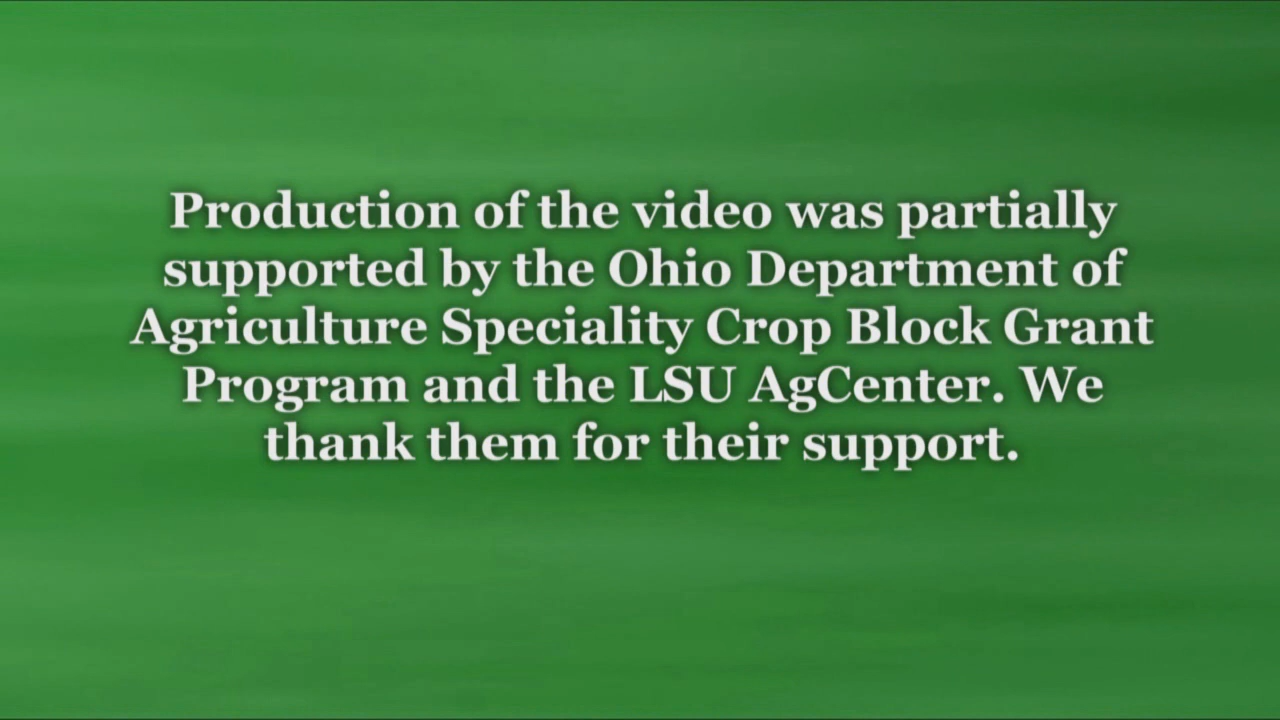 Production of the video was partially
supported by the Ohio Department of
Agriculture Speciality Crop Block Grant
Program and the LSU AgCenter. We
thank them for their support.